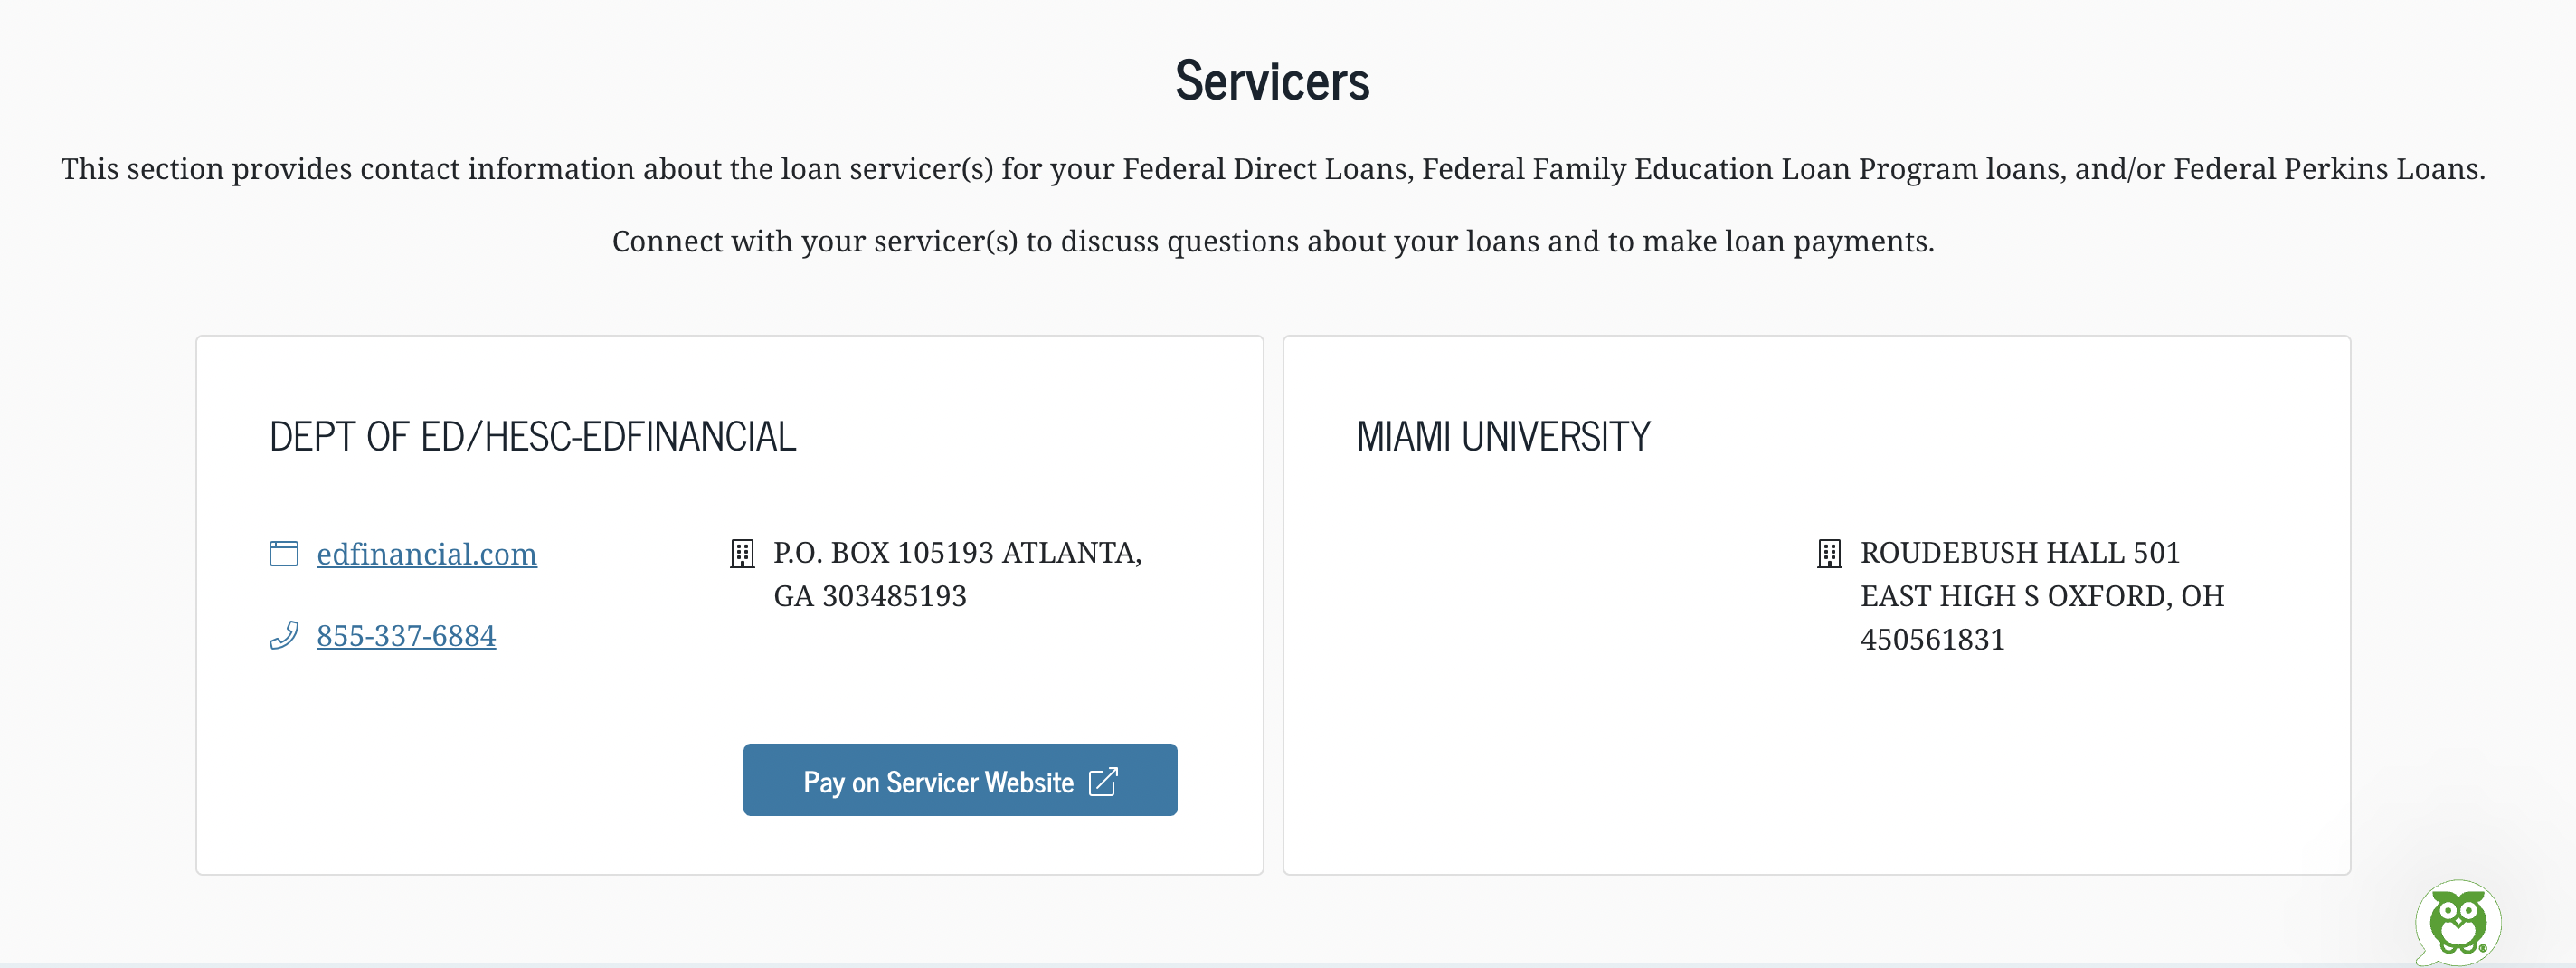 Servicers
This section provides contact information about the loan servicer(s) for your Federal Direct Loans, Federal Family Education Loan Program loans, and/or Federal Perkins Loans.
Connect with your servicer(s) to discuss questions about your loans and to make loan payments.
DEPT OF ED/HESC-EDFINANCIAL
edfinancial.com
855-337-6884
P.O. BOX 105193 ATLANTA,
GA 303485193
Pay on Servicer Website
MIAMI UNIVERSITY
ROUDEBUSH HALL 501
EAST HIGH S OXFORD, OH
450561831